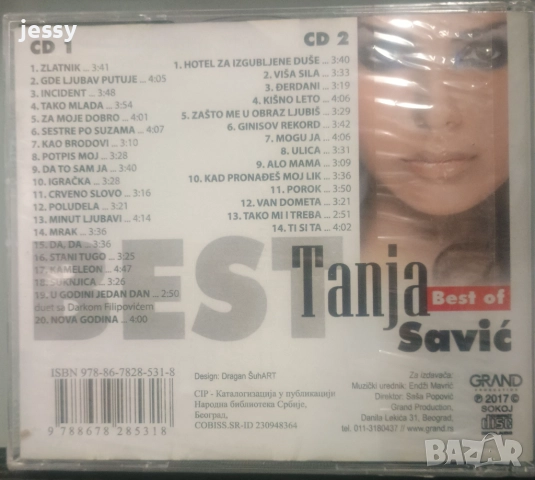 jessy
CD 1
1. ZLATNIK ... 3:41
2. GDE LJUBAV PUTUJE ... 4:05
3. INCIDENT ... 3:48
4. TAKO MLADA ... 3:54
5. ZA MOJE DOBRO ... 4:01
6. SESTRE PO SUZAMA ... 4:07
7. KAO BRODOVI ... 3:10
8. POTPIS MOJ ... 3:28
9. DA TO SAM JA ... 3:40
10. IGRAČKA ... 3:28
11. CRVENO SLOVO ... 3:16
12. POLUDELA ... 3:21
13. MINUT LJUBAVI ... 4:14
14. MRAK ... 3:36
15. DA, DA ... 3:36
16. STANI TUGO ... 3:25
17. KAMELEON ... 4:47
18. SUKNJICA ... 3:26
19. U GODINI JEDAN DAN ... 2:50
duet sa Darkom Filipovićem
20. NOVA GODINA ... 4:00
CD 2
1. HOTEL ZA IZGUBLJENE DUŠE ... 3:40
2. VIŠA SILA ... 3:33
3. ĐERDANI ... 3:19
4. KIŠNO LETO ... 4:06
5. ZAŠTO ME U OBRAZ LJUBIŠ ... 3:29
6. GINISOV REKORD ... 3:42
7. MOGU JA ... 4:06
8. ULICA ... 3:31
9. ALO MAMA ... 3:09
10. KAD PRONAĐEŠ MOJ LIK ... 3:36
11. POROK ... 3:50
12. VAN DOMETA ... 3:21
13. TAKO MI I TREBA ... 2:51
14. TI SI TA ... 4:02
BEST
Tanja
Best of
Savić
ISBN 978-86-7828-531-8
9 788678 285318
Design: Dragan ŠuhART
CIP - Каталогизација у публикацији
Народна библиотека Србије,
Београд,
COBISS.SR-ID 230948364
Za izdavača:
Muzički urednik: Endži Mavrić
Direktor: Saša Popović
Grand Production,
Danila Lekića 31, Beograd,
tel. 011-3180437 // www.grand.rs
GRAND
PRODUCTION
℗ 2017 ©
SOKOJ
disc
BAZAR